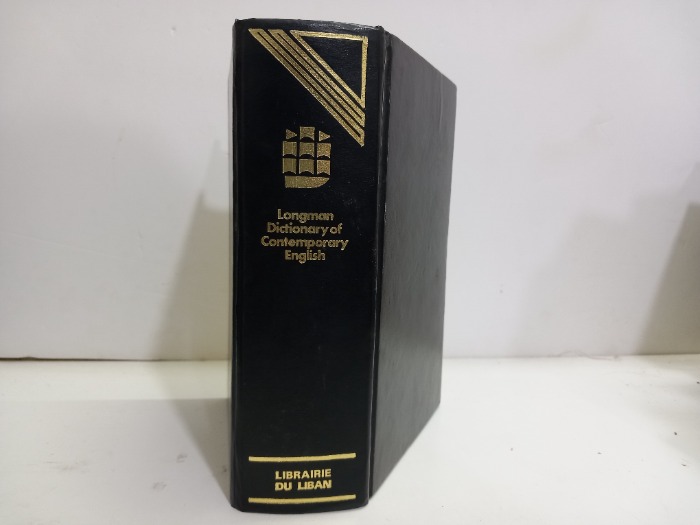 Longman
Dictionary of
Contemporary
English
LIBRAIRIE
DU LIBAN